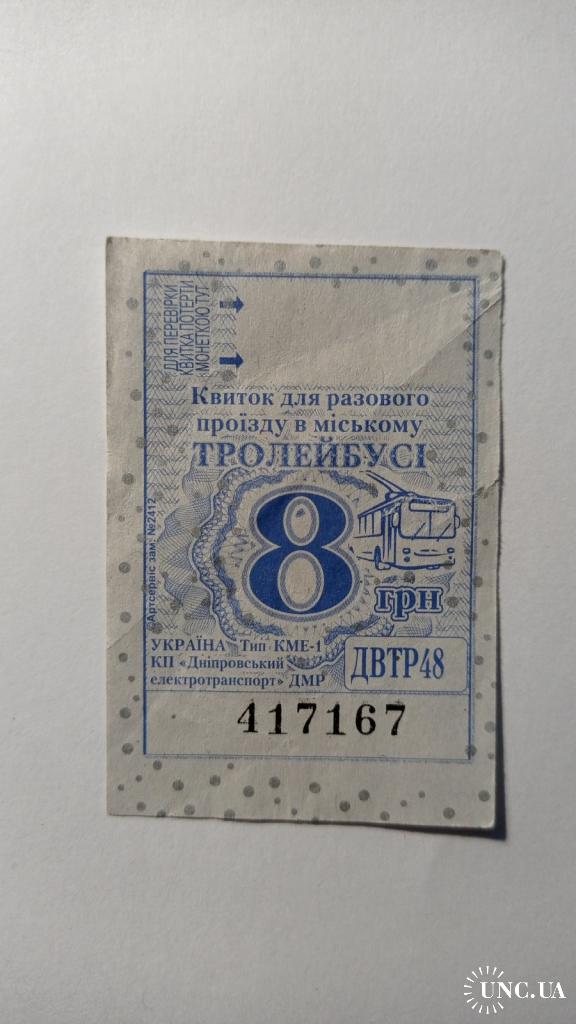 ДЛЯ ПЕРЕВІРКИ
КВИТКА ПОТЕРТИ
МОНЕТКОЮ ТУТ
Квиток для разового
проїзду в міському
ТРОЛЕЙБУСІ
8
грн
Артсервіс зам. №2412
УКРАЇНА Тип КМЕ-1
КП «Дніпровський
електротранспорт» ДМР
ДВТР48
417167
UNC.UA